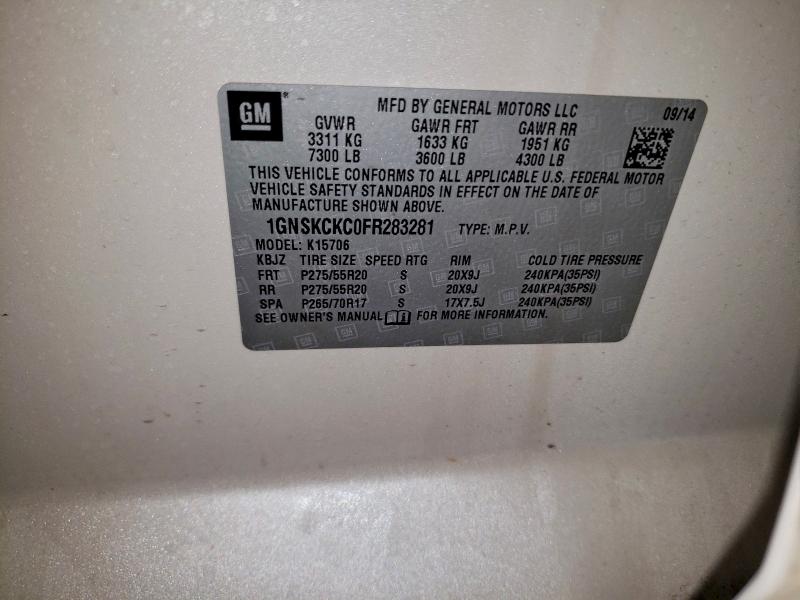 GM ®
MFD BY GENERAL MOTORS LLC 09/14
GVWR GAWR FRT GAWR RR
3311 KG 1633 KG 1951 KG
7300 LB 3600 LB 4300 LB
THIS VEHICLE CONFORMS TO ALL APPLICABLE U.S. FEDERAL MOTOR
VEHICLE SAFETY STANDARDS IN EFFECT ON THE DATE OF
MANUFACTURE SHOWN ABOVE.
1GNSKCKC0FR283281 TYPE: M.P.V.
MODEL: K15706
KBJZ TIRE SIZE SPEED RTG RIM COLD TIRE PRESSURE
FRT P275/55R20 S 20X9J 240KPA(35PSI)
RR P275/55R20 S 20X9J 240KPA(35PSI)
SPA P265/70R17 S 17X7.5J 240KPA(35PSI)
SEE OWNER'S MANUAL FOR MORE INFORMATION.